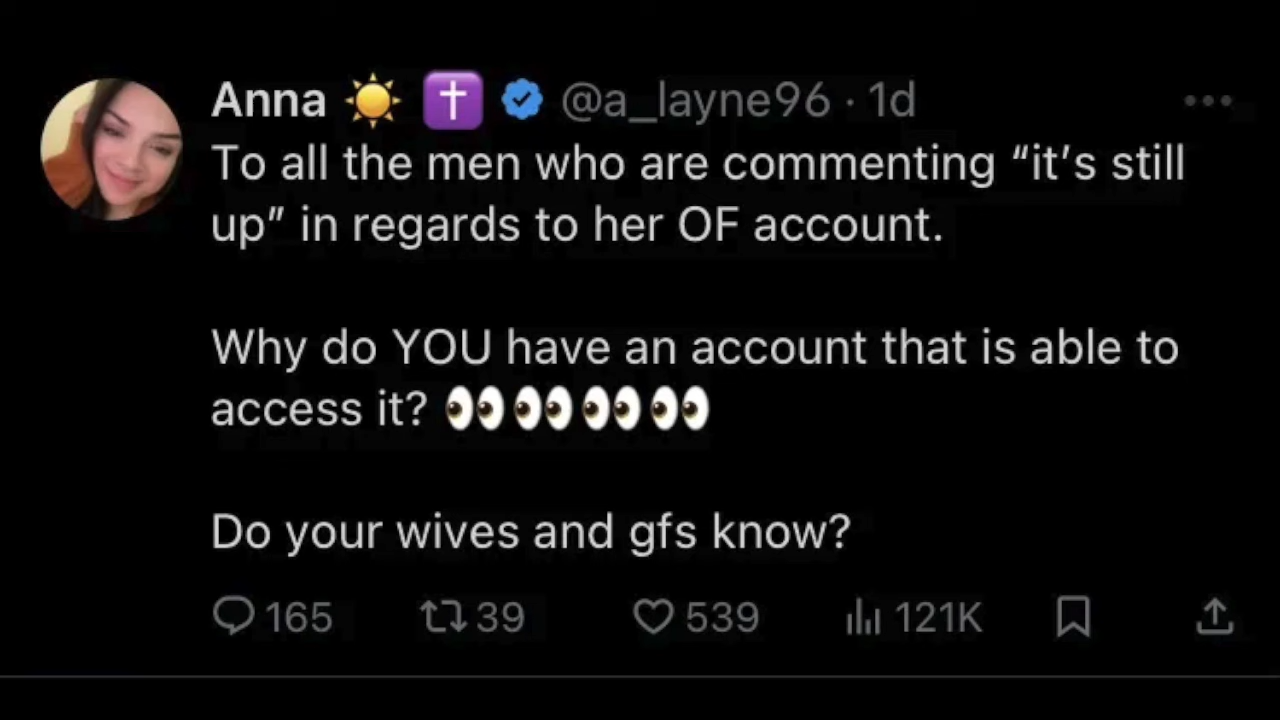 Anna ☀️ ✝️ @a_layne96 · 1d
To all the men who are commenting “it’s still
up” in regards to her OF account.
Why do YOU have an account that is able to
access it? 👀👀👀👀
Do your wives and gfs know?
165 39 539 121K